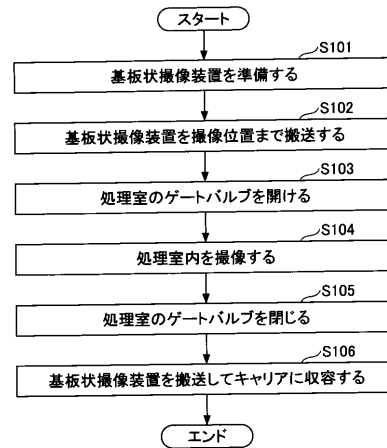 スタート
S101
基板状撮像装置を準備する
S102
基板状撮像装置を撮像位置まで搬送する
S103
処理室のゲートバルブを開ける
S104
処理室内を撮像する
S105
処理室のゲートバルブを閉じる
S106
基板状撮像装置を搬送してキャリアに収容する
エンド